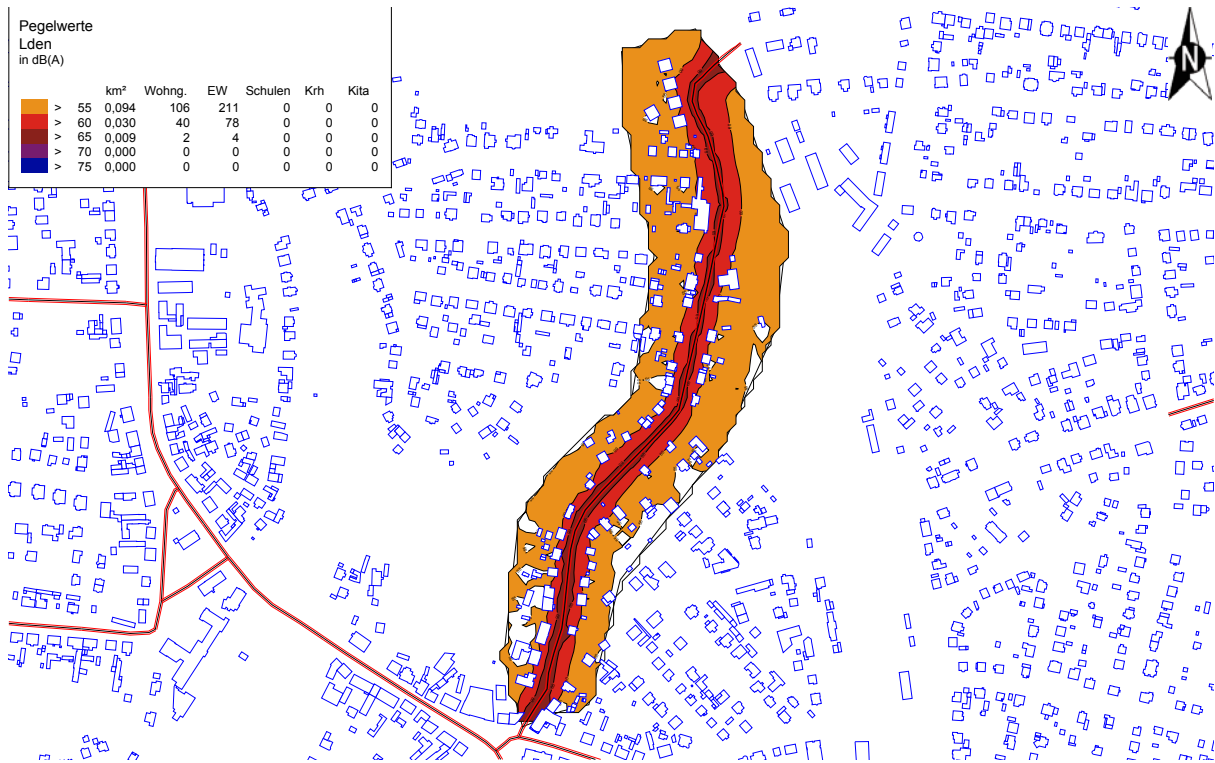 Pegelwerte
Lden
in dB(A)
km² Wohng. EW Schulen Krh Kita
> 55 0,094 106 211 0 0 0
> 60 0,030 40 78 0 0 0
> 65 0,009 2 4 0 0 0
> 70 0,000 0 0 0 0 0
> 75 0,000 0 0 0 0 0
N